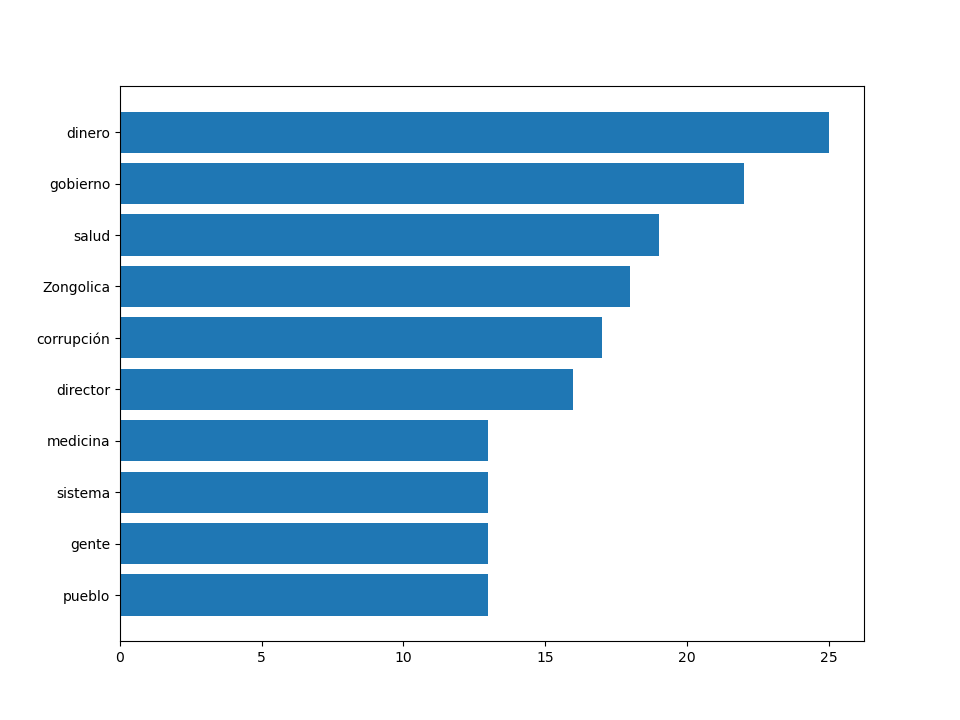 dinero
gobierno
salud
Zongolica
corrupción
director
medicina
sistema
gente
pueblo
0 5 10 15 20 25